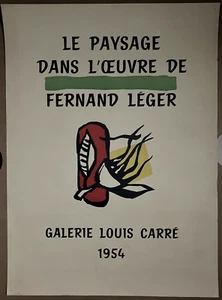 LE PAYSAGE
DANS L'ŒUVRE DE
FERNAND LÉGER
GALERIE LOUIS CARRÉ
1954